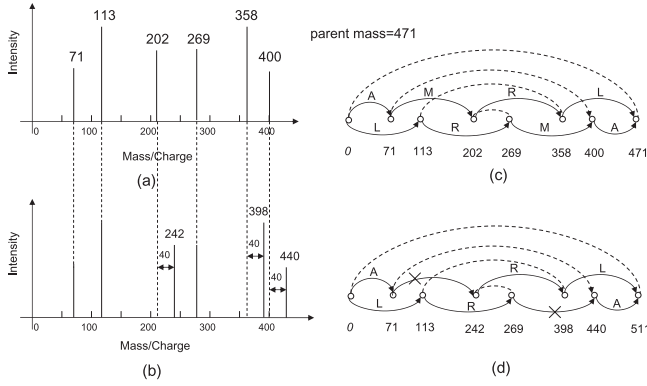 Intensity
71
113
202
269
358
400
0
100
200
300
400
Mass/Charge
(a)
Intensity
242
398
440
40
40
40
0
100
200
300
400
Mass/Charge
(b)
parent mass=471
A
M
R
L
L
R
M
A
0
71
113
202
269
358
400
471
(c)
A
R
L
L
R
A
0
71
113
242
269
398
440
511
(d)